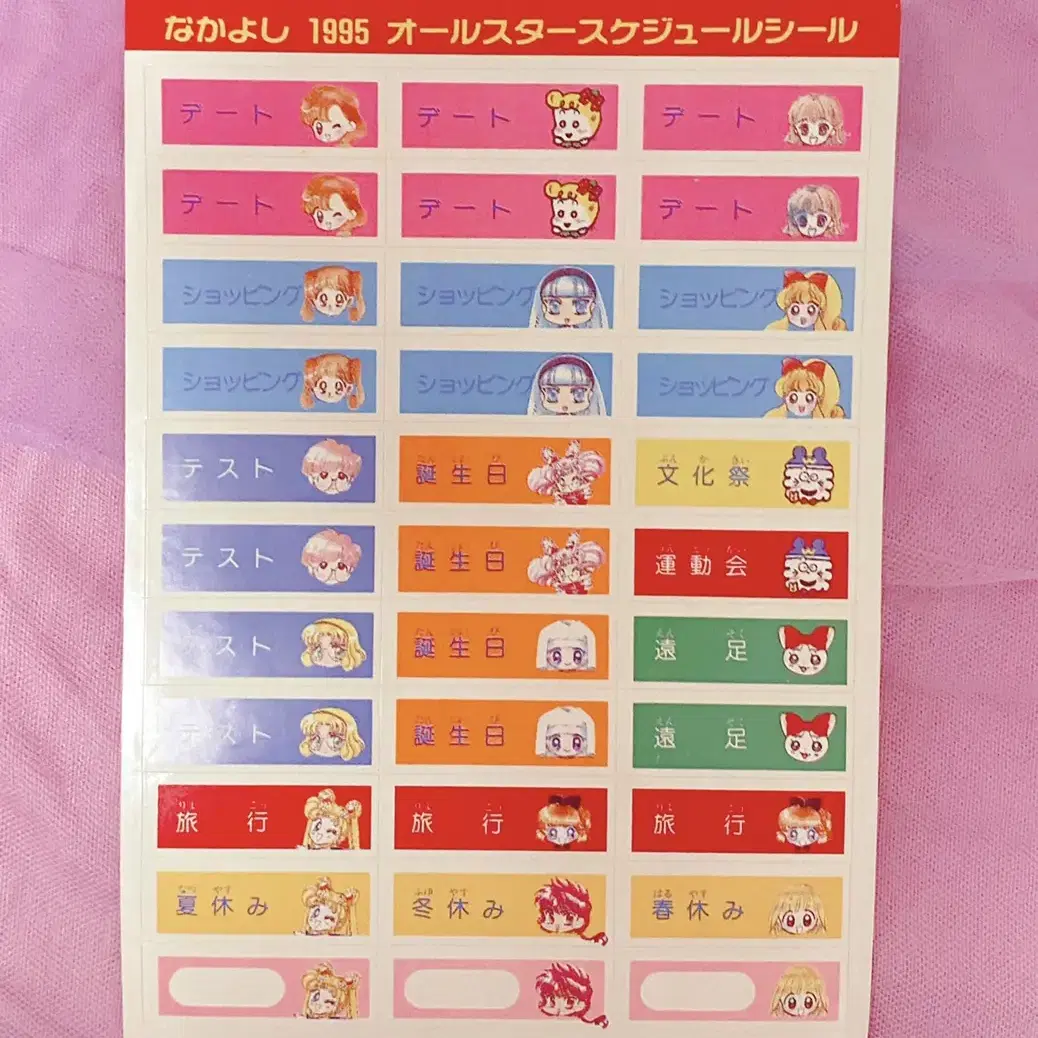 なかよし 1995 オールスタースケジュールシール
デート デート デート
デート デート デート
ショッピング ショッピング ショッピング
ショッピング ショッピング ショッピング
テスト 誕生日 文化祭
テスト 誕生日 運動会
テスト 誕生日 遠足
テスト 誕生日 遠足
旅行 旅行 旅行
夏休み 冬休み 春休み